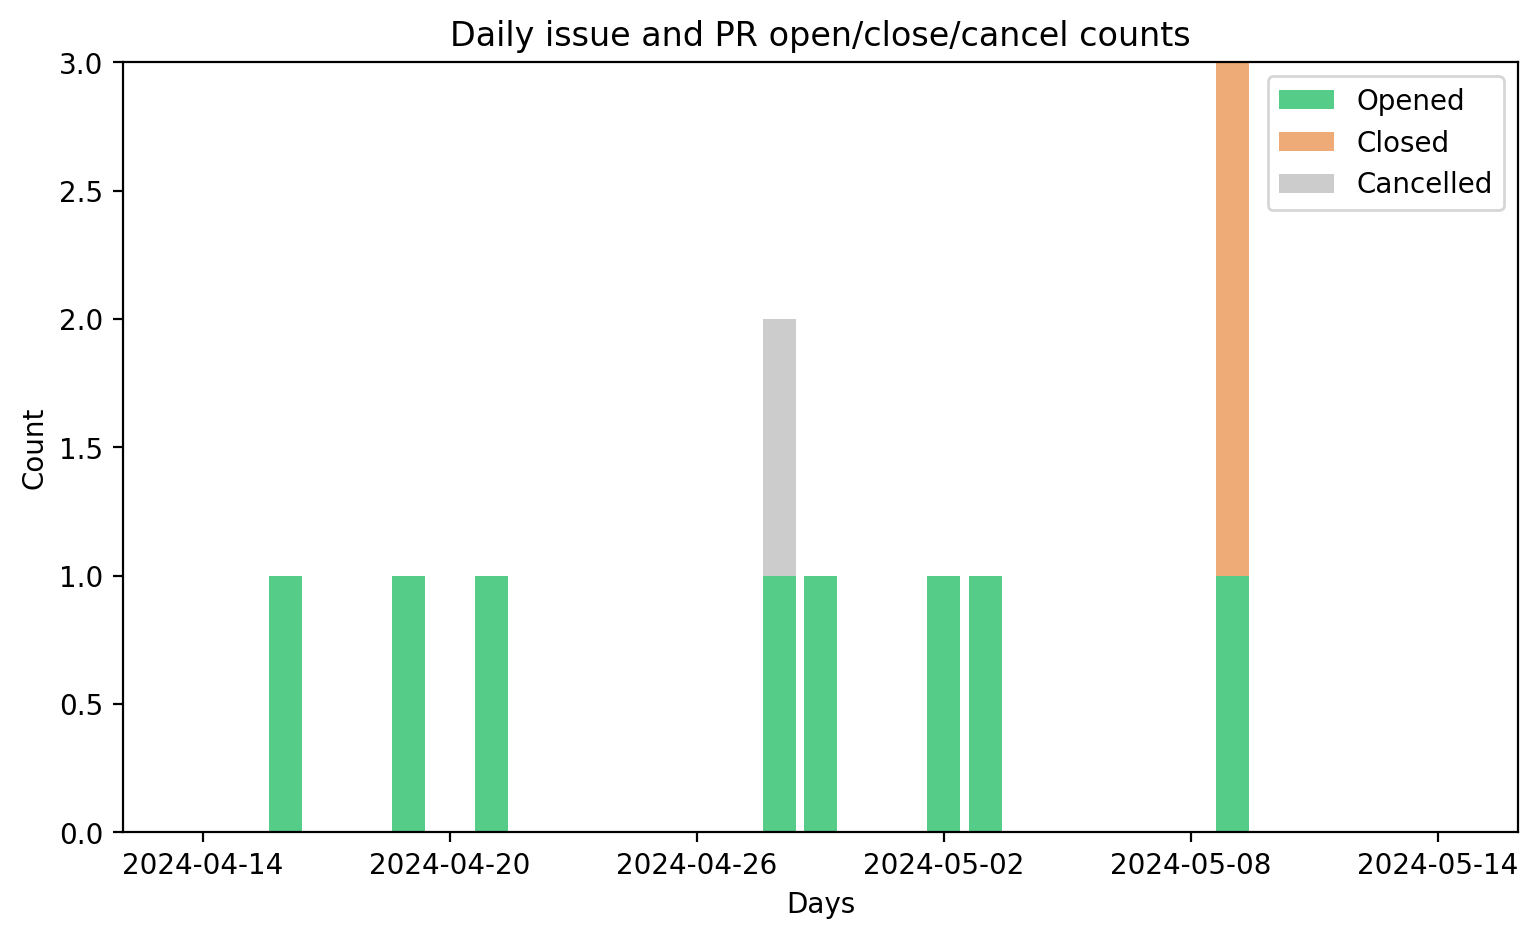 Daily issue and PR open/close/cancel counts
3.0
2.5
2.0
1.5
1.0
0.5
0.0
Count
Opened
Closed
Cancelled
2024-04-14
2024-04-20
2024-04-26
2024-05-02
2024-05-08
2024-05-14
Days